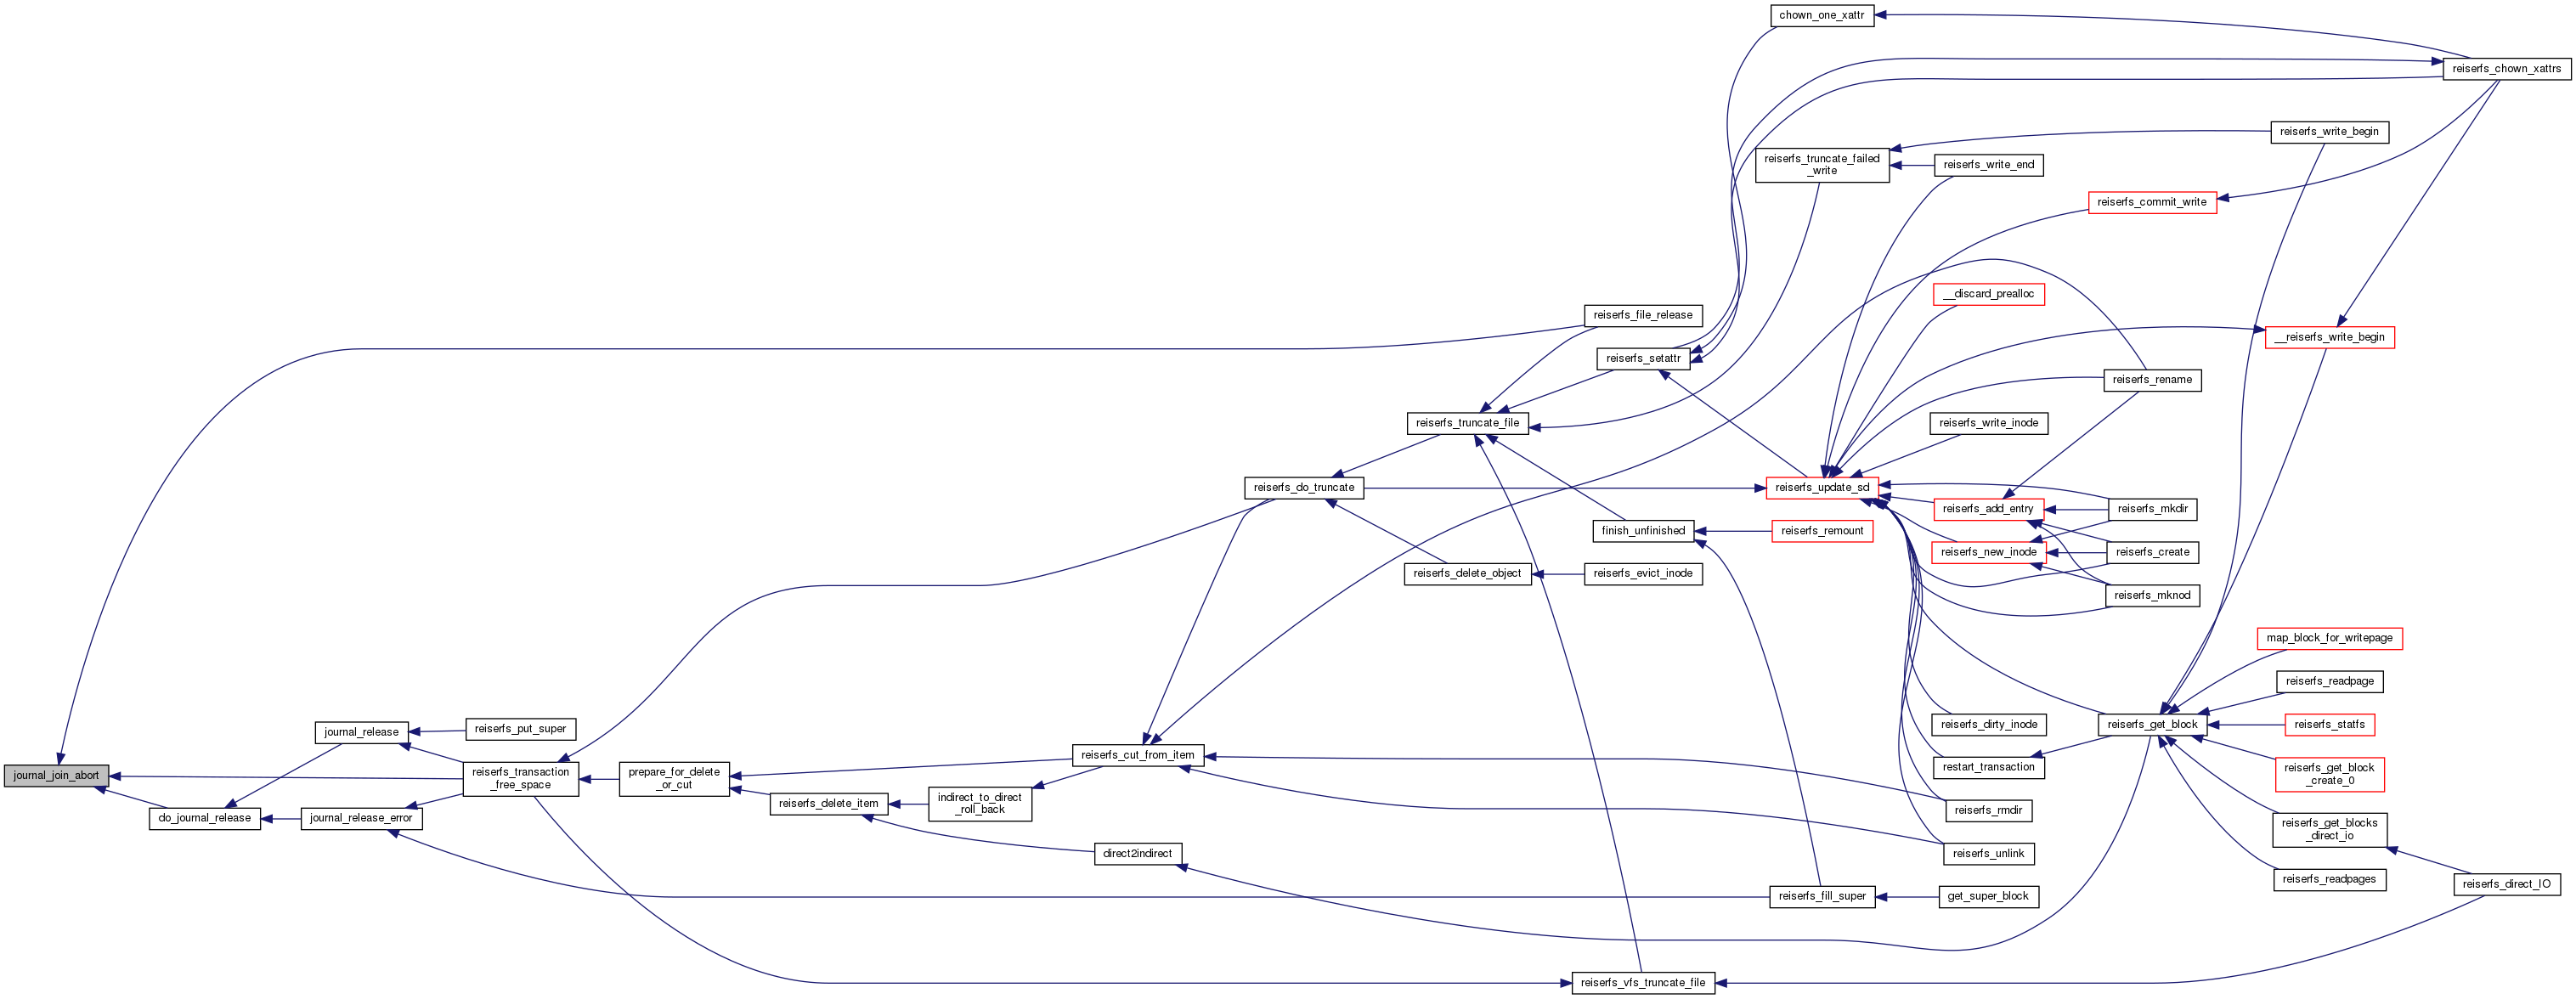 chown_one_xattr
reiserfs_chown_xattrs
reiserfs_write_begin
reiserfs_truncate_failed
_write
reiserfs_write_end
reiserfs_commit_write
__discard_prealloc
reiserfs_file_release
__reiserfs_write_begin
reiserfs_setattr
reiserfs_rename
reiserfs_truncate_file
reiserfs_write_inode
reiserfs_do_truncate
reiserfs_update_sd
reiserfs_add_entry
reiserfs_mkdir
finish_unfinished
reiserfs_remount
reiserfs_new_inode
reiserfs_create
reiserfs_delete_object
reiserfs_evict_inode
reiserfs_mknod
map_block_for_writepage
reiserfs_readpage
journal_release
reiserfs_put_super
reiserfs_dirty_inode
reiserfs_get_block
reiserfs_statfs
reiserfs_cut_from_item
journal_join_abort
reiserfs_transaction
_free_space
prepare_for_delete
_or_cut
restart_transaction
reiserfs_get_block
_create_0
reiserfs_delete_item
indirect_to_direct
_roll_back
reiserfs_rmdir
do_journal_release
journal_release_error
reiserfs_get_blocks
_direct_io
direct2indirect
reiserfs_unlink
reiserfs_readpages
reiserfs_direct_IO
reiserfs_fill_super
get_super_block
reiserfs_vfs_truncate_file